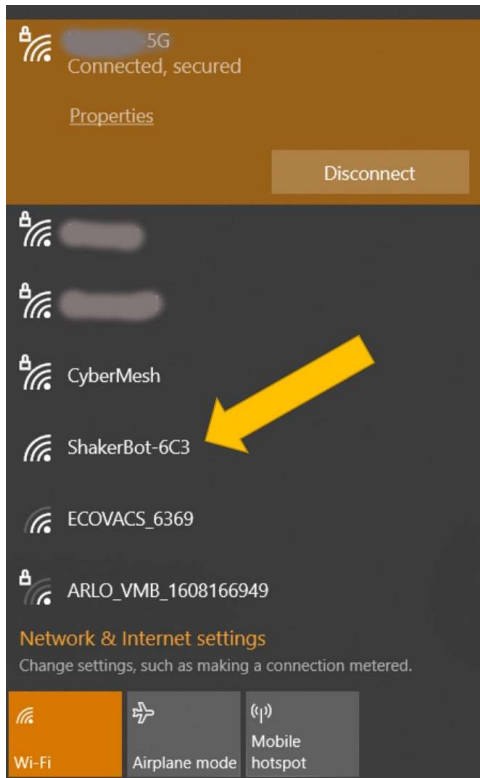 -5G
Connected, secured
Properties
Disconnect
CyberMesh
ShakerBot-6C3
ECOVACS_6369
ARLO_VMB_1608166949
Network & Internet settings
Change settings, such as making a connection metered.
Wi-Fi
Airplane mode
Mobile
hotspot